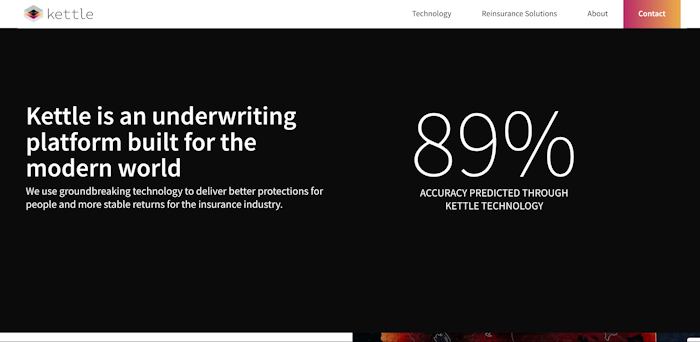 kettle
Technology
Reinsurance Solutions
About
Contact
Kettle is an underwriting
platform built for the
modern world
We use groundbreaking technology to deliver better protections for
people and more stable returns for the insurance industry.
89%
ACCURACY PREDICTED THROUGH
KETTLE TECHNOLOGY